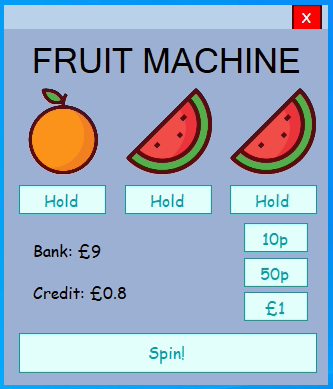 X
FRUIT MACHINE
Hold Hold Hold
Bank: £9
10p
50p
Credit: £0.8
£1
Spin!